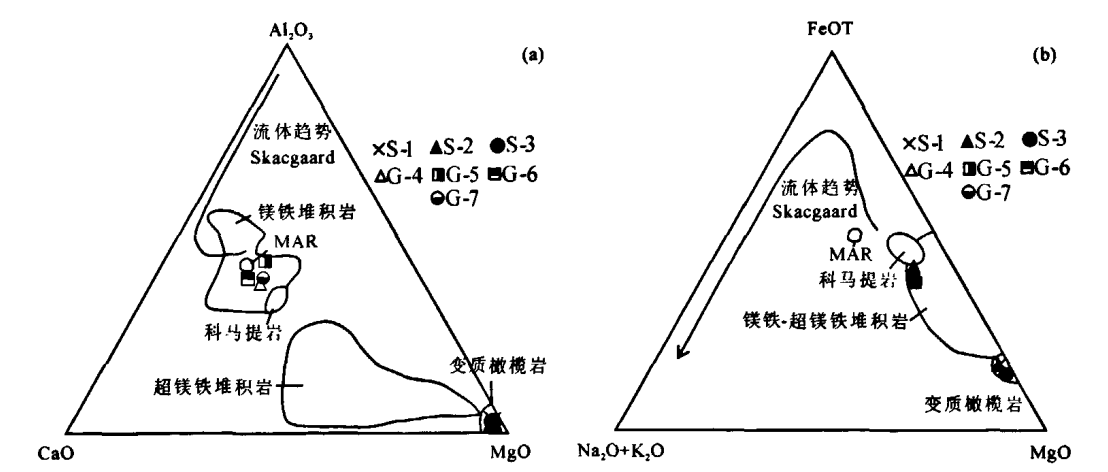 Al₂O₃
(a)
流体趋势
Skacgaard
×S-1 ▲S-2 ●S-3
△G-4 G-5 G-6
G-7
镁铁堆积岩
MAR
科马提岩
超镁铁堆积岩
变质橄榄岩
CaO
MgO
FeOT
(b)
流体趋势
Skacgaard
×S-1 ▲S-2 ●S-3
△G-4 G-5 G-6
G-7
MAR
科马提岩
镁铁-超镁铁堆积岩
变质橄榄岩
Na₂O+K₂O
MgO